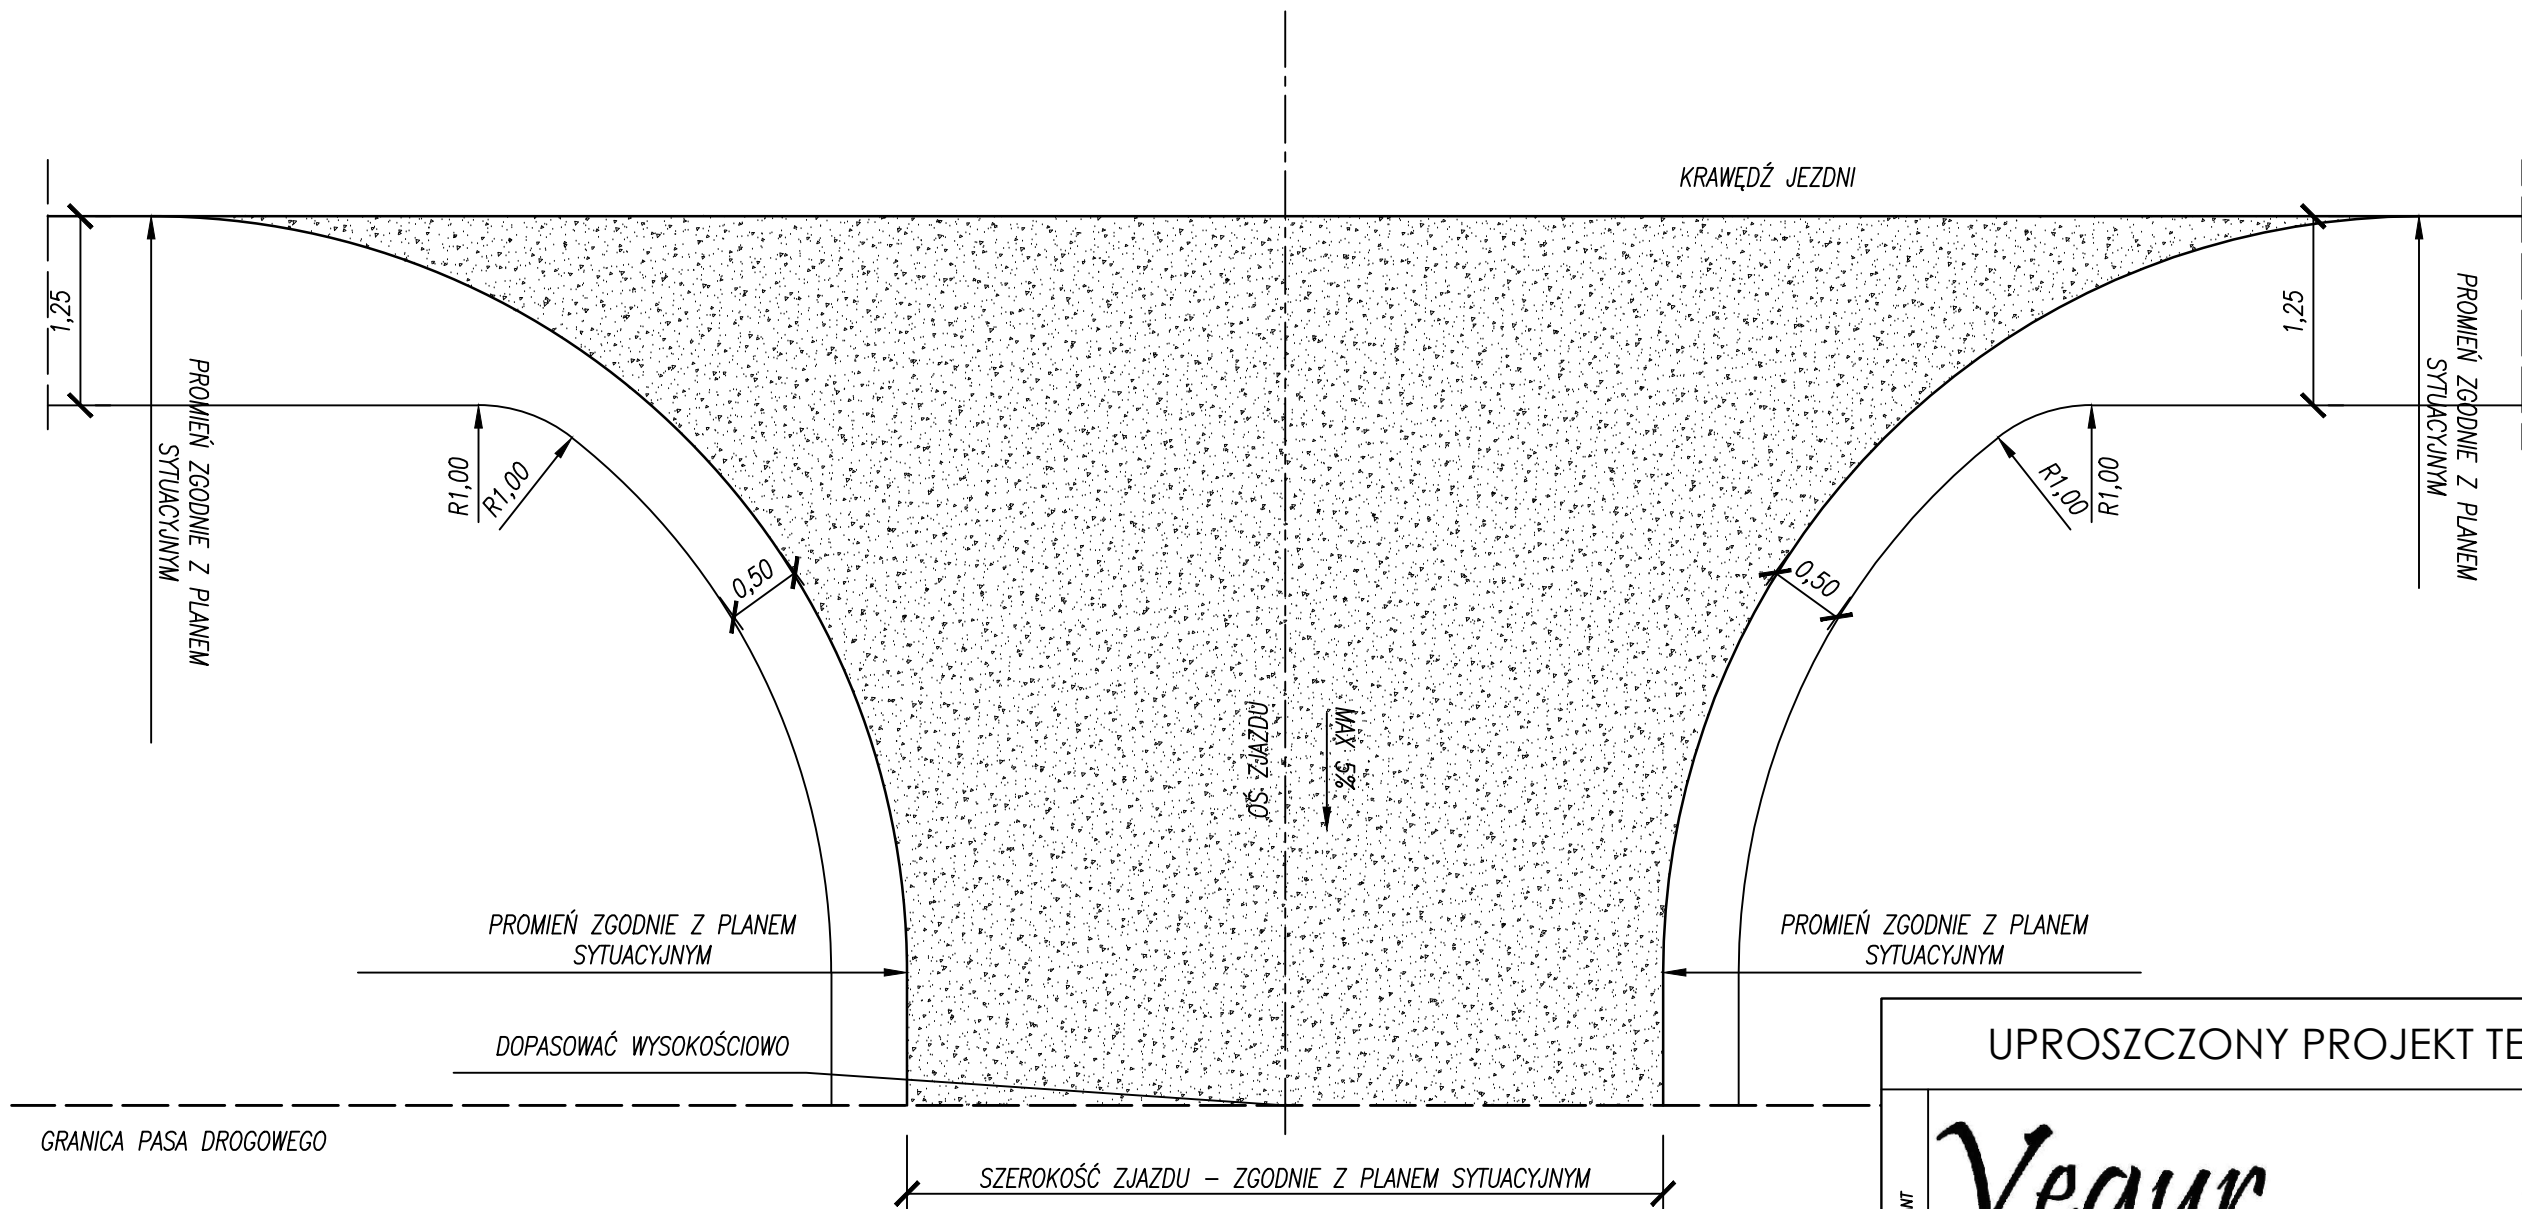 KRAWĘDŹ JEZDNI
1,25
1,25
PROMIEŃ ZGODNIE Z PLANEM
SYTUACYJNYM
PROMIEŃ ZGODNIE Z PLANEM
SYTUACYJNYM
R1,00
R1,00
R1,00
R1,00
0,50
0,50
OŚ ZJAZDU
MAX 5%
PROMIEŃ ZGODNIE Z PLANEM
SYTUACYJNYM
PROMIEŃ ZGODNIE Z PLANEM
SYTUACYJNYM
DOPASOWAĆ WYSOKOŚCIOWO
UPROSZCZONY PROJEKT TE
GRANICA PASA DROGOWEGO
SZEROKOŚĆ ZJAZDU – ZGODNIE Z PLANEM SYTUACYJNYM
NT